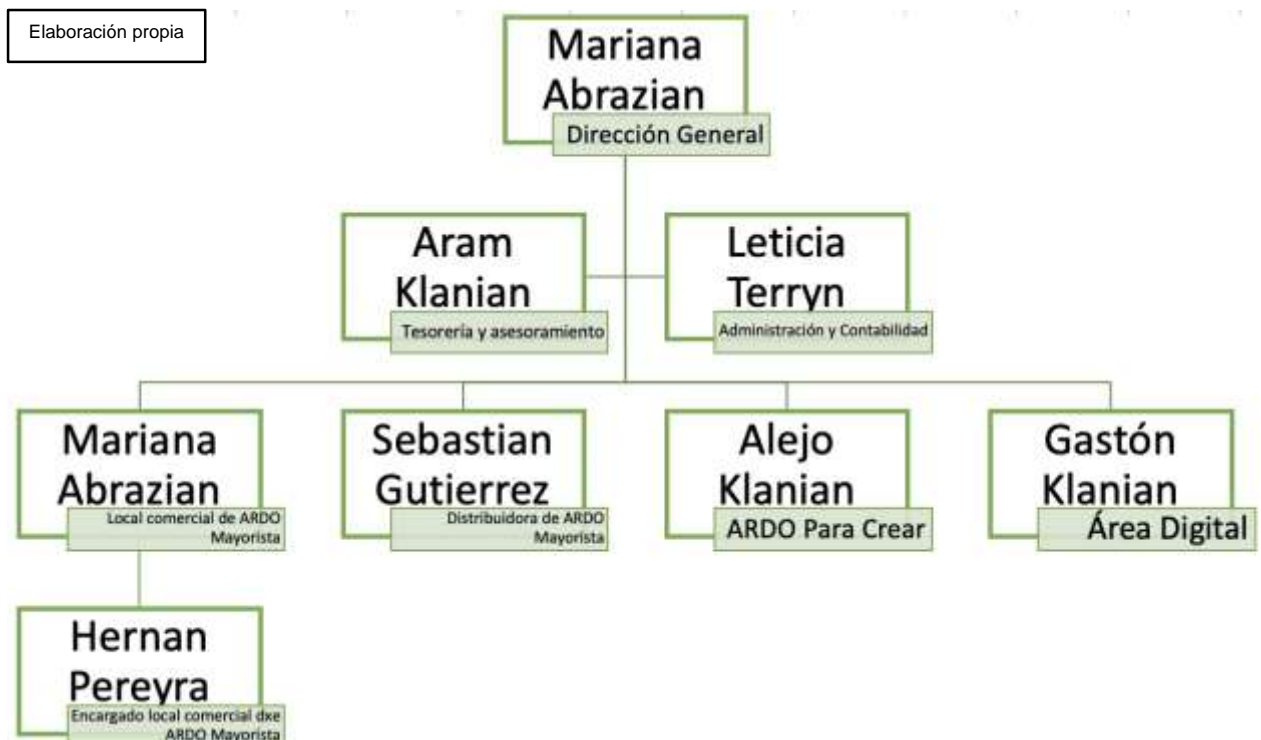 Elaboración propia
Mariana
Abrazian
Dirección General
Aram
Klanian
Tesorería y asesoramiento
Leticia
Terryn
Administración y Contabilidad
Mariana
Abrazian
Local comercial de ARDO
Mayorista
Sebastian
Gutierrez
Distribuidora de ARDO
Mayorista
Alejo
Klanian
ARDO Para Crear
Gastón
Klanian
Área Digital
Hernan
Pereyra
Encargado local comercial dxe
ARDO Mayorista